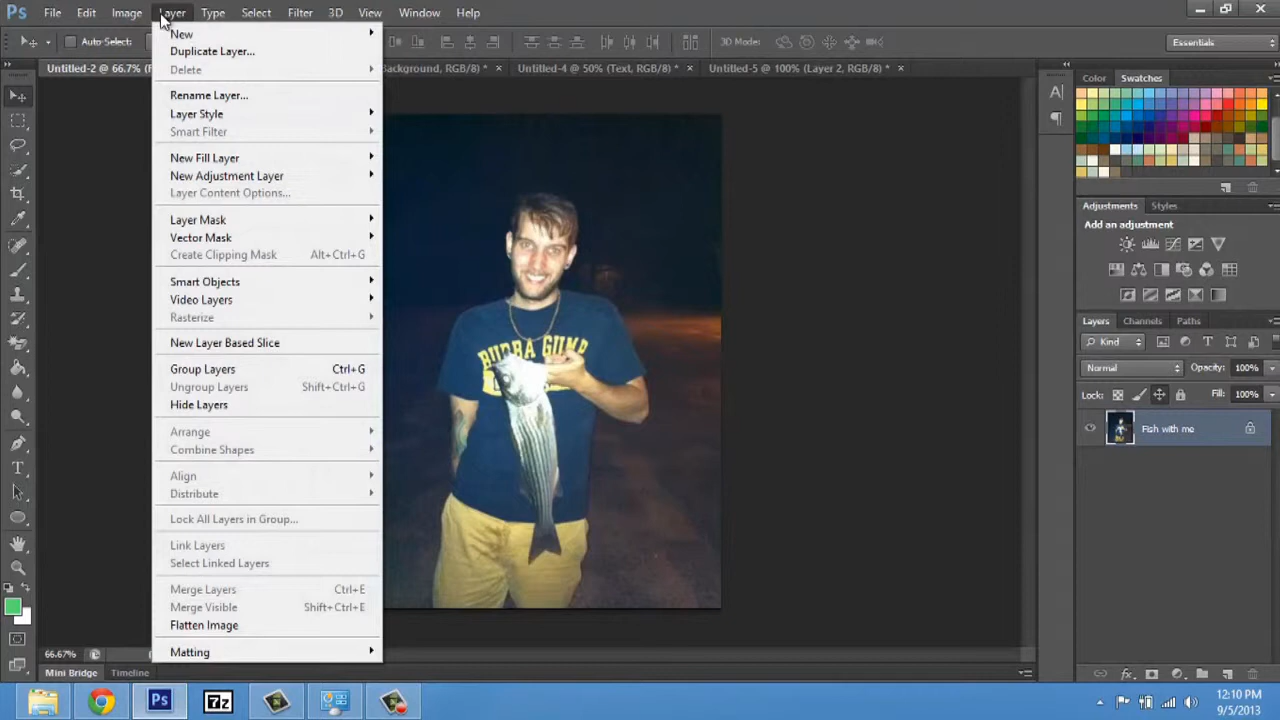 Ps File Edit Image Layer Type Select Filter 3D View Window Help
Auto-Select: 3D Mode: Essentials
Untitled-2 @ 66.7% (F Background, RGB/8) * × Untitled-4 @ 50% (Text, RGB/8) * × Untitled-5 @ 100% (Layer 2, RGB/8) * ×
New
Duplicate Layer...
Delete
Rename Layer...
Layer Style
Smart Filter
New Fill Layer
New Adjustment Layer
Layer Content Options...
Layer Mask
Vector Mask
Create Clipping Mask Alt+Ctrl+G
Smart Objects
Video Layers
Rasterize
New Layer Based Slice
Group Layers Ctrl+G
Ungroup Layers Shift+Ctrl+G
Hide Layers
Arrange
Combine Shapes
Align
Distribute
Lock All Layers in Group...
Link Layers
Select Linked Layers
Merge Layers Ctrl+E
Merge Visible Shift+Ctrl+E
Flatten Image
Matting
BUBBA GUMP
Color Swatches
Adjustments Styles
Add an adjustment
Layers Channels Paths
Kind
Normal Opacity: 100%
Lock: Fill: 100%
Fish with me
66.67%
Mini Bridge Timeline
Ps 7z
12:10 PM
9/5/2013